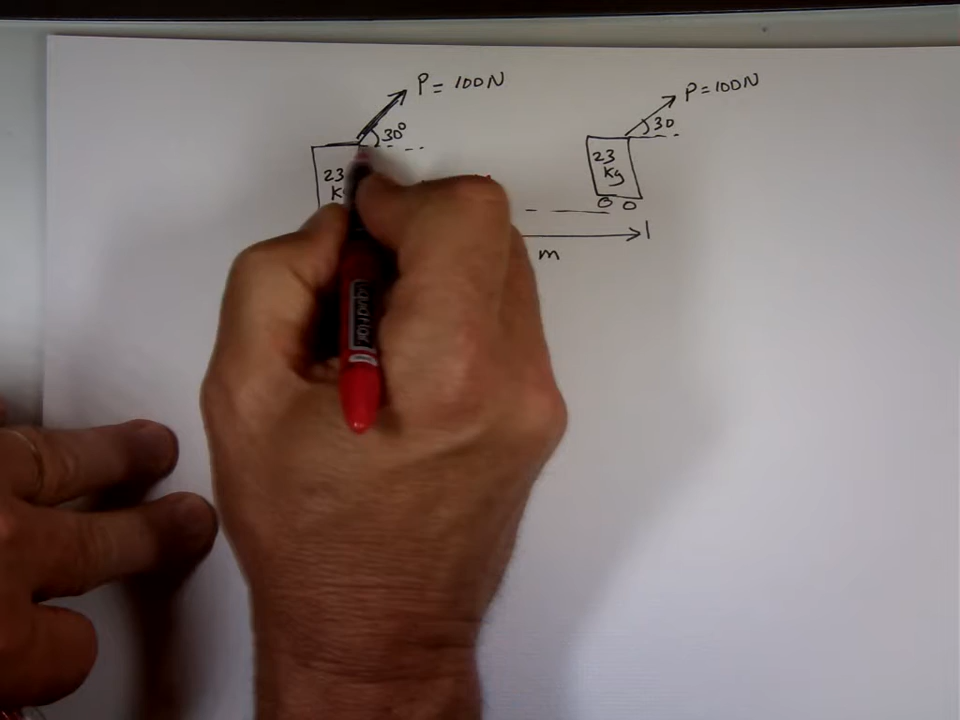 P = 100N
30°
23
P = 100N
30
23
kg
m